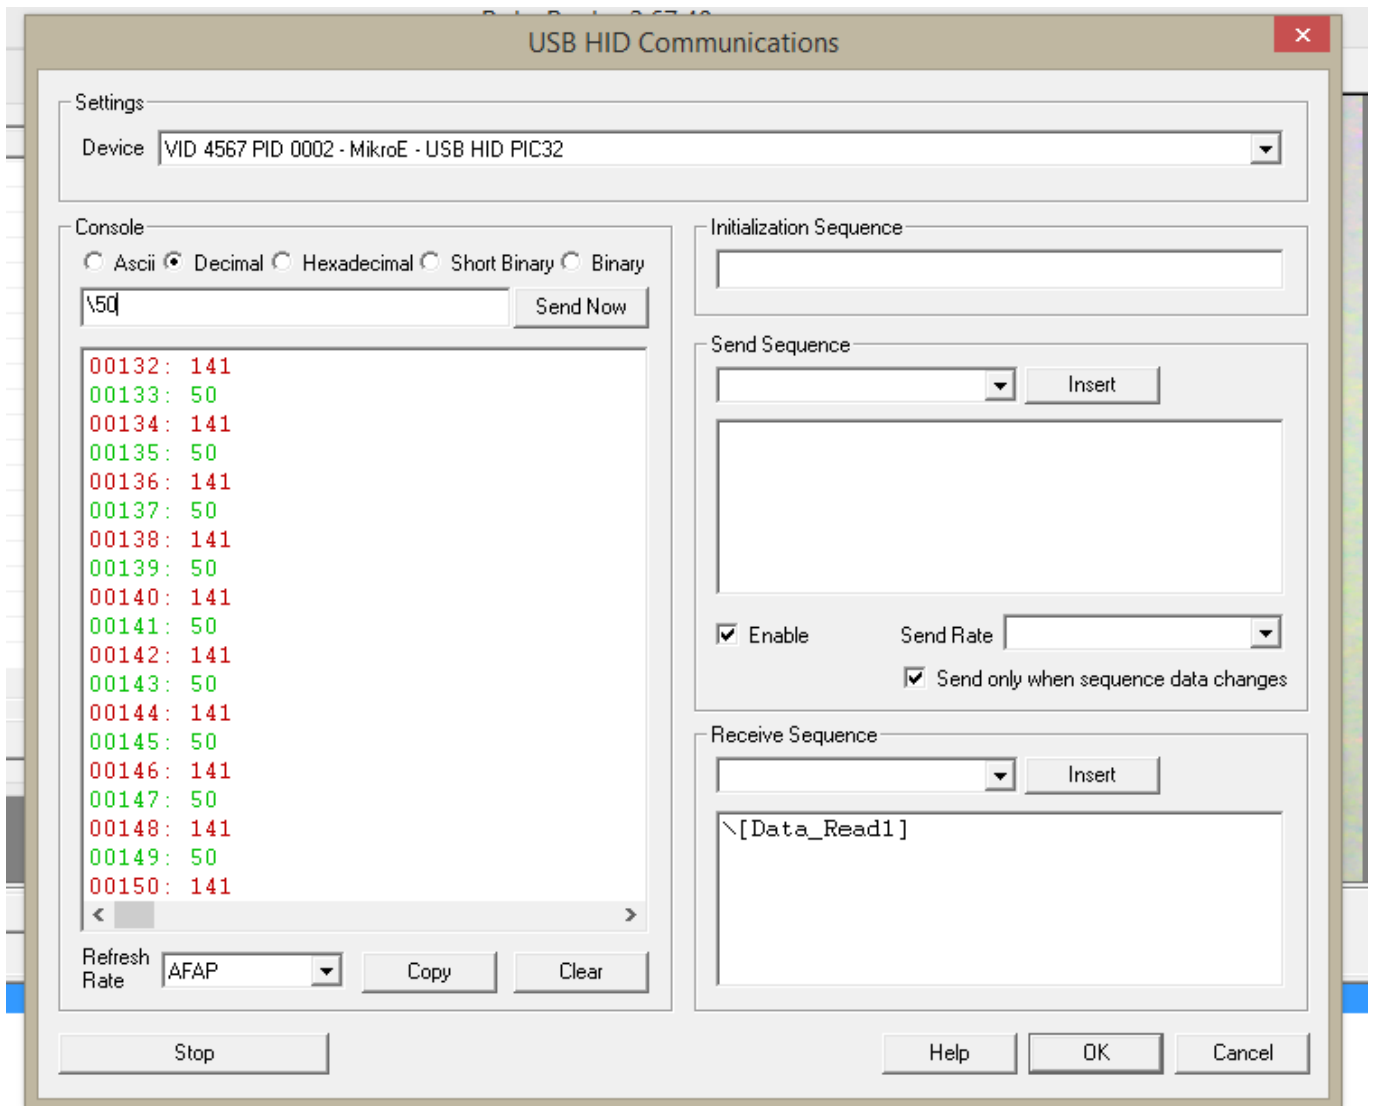 USB HID Communications
Settings
Device VID 4567 PID 0002 - MikroE - USB HID PIC32
Console
Ascii Decimal Hexadecimal Short Binary Binary
\50 Send Now
00132: 141
00133: 50
00134: 141
00135: 50
00136: 141
00137: 50
00138: 141
00139: 50
00140: 141
00141: 50
00142: 141
00143: 50
00144: 141
00145: 50
00146: 141
00147: 50
00148: 141
00149: 50
00150: 141
Refresh
Rate AFAP Copy Clear
Initialization Sequence
Send Sequence
Insert
Enable Send Rate
Send only when sequence data changes
Receive Sequence
Insert
\[Data_Read1]
Stop Help OK Cancel